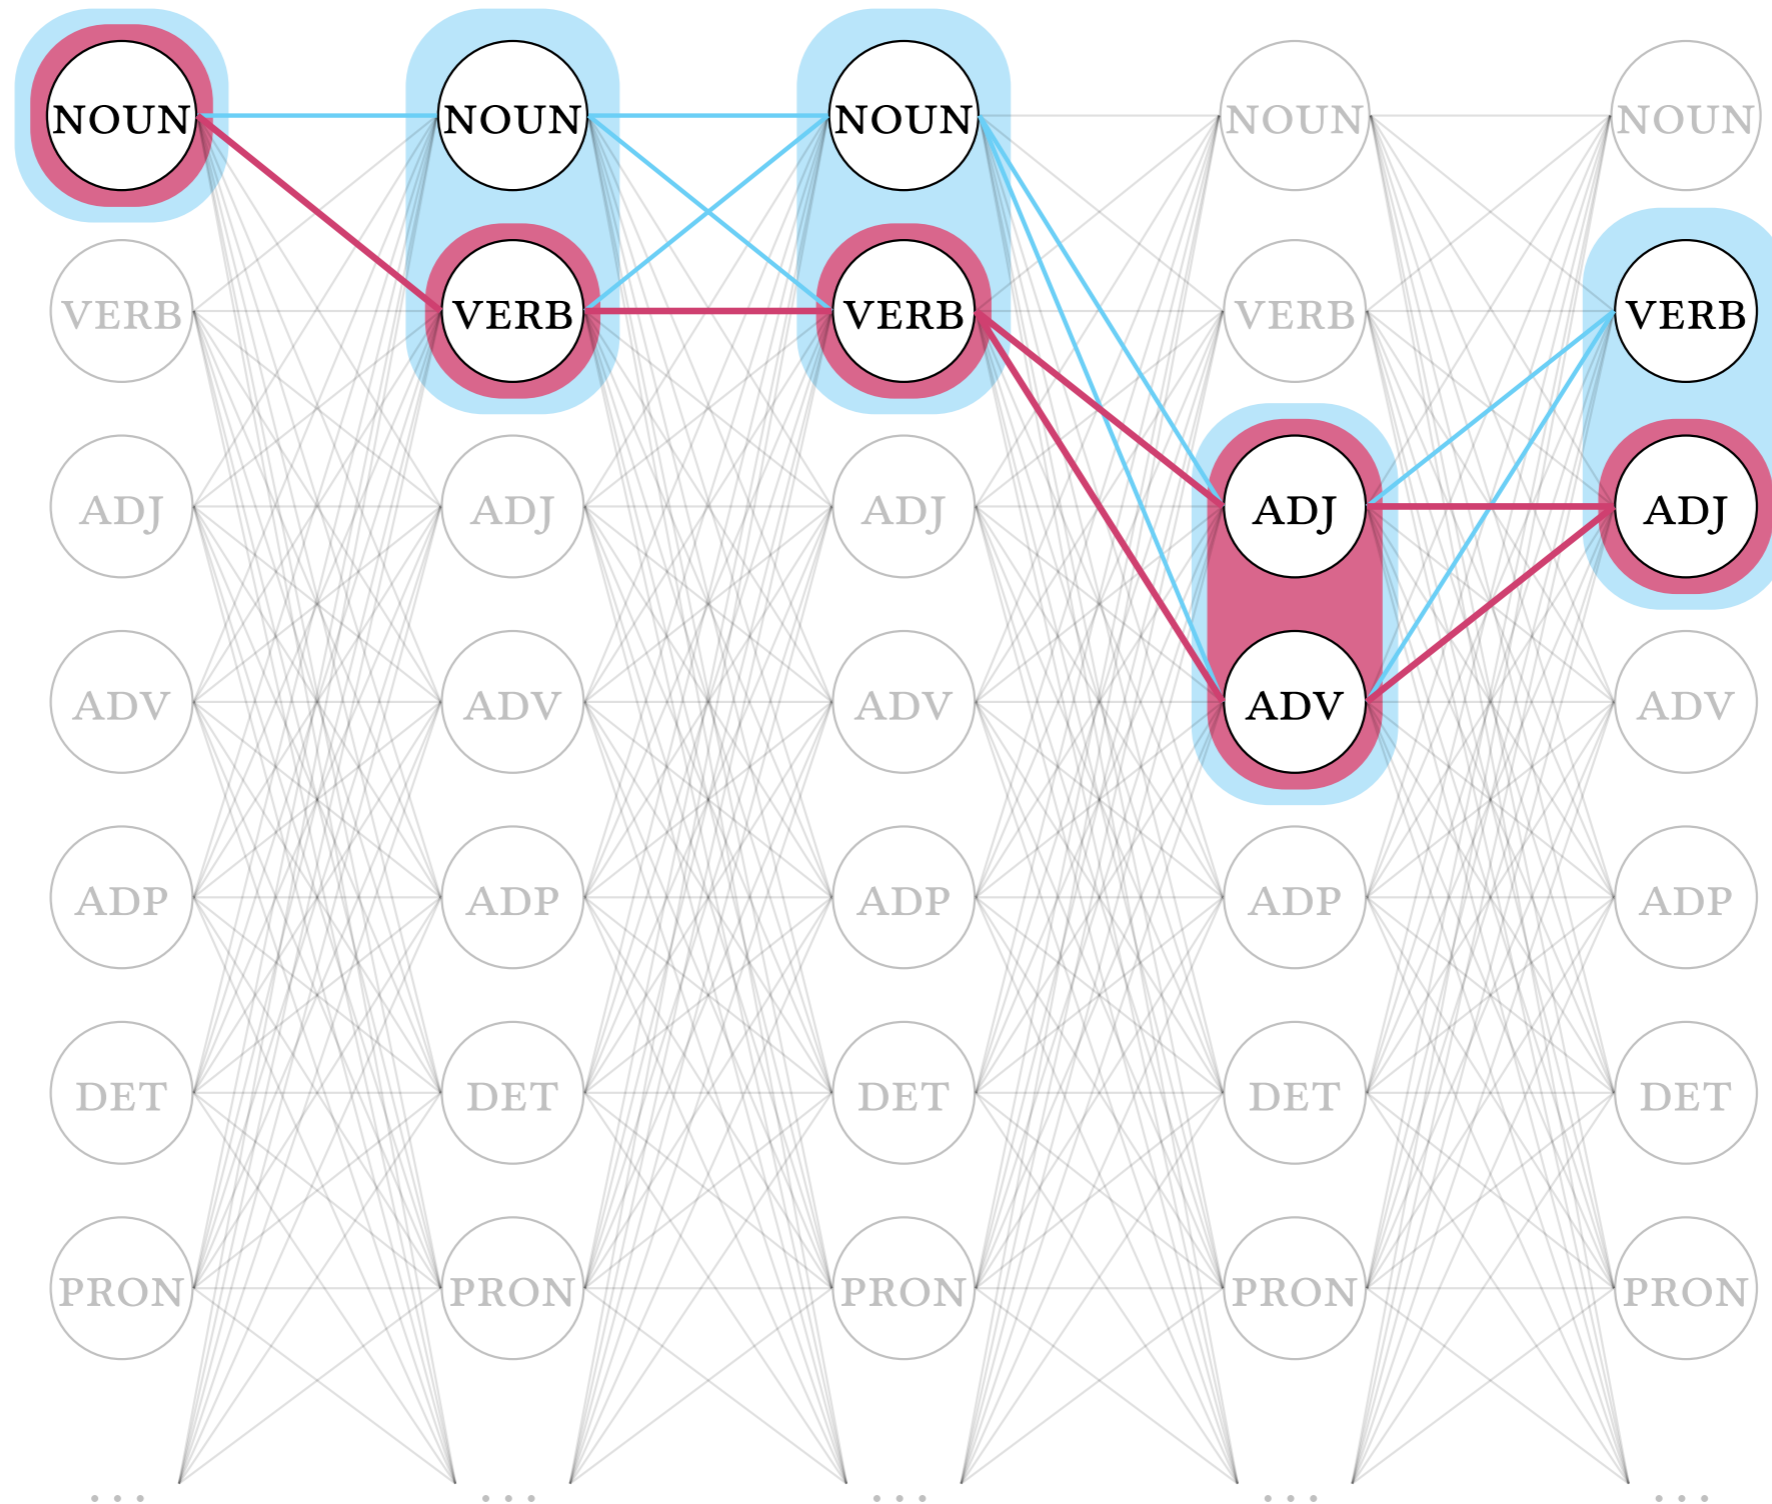 NOUN NOUN NOUN NOUN NOUN
VERB VERB VERB VERB VERB
ADJ ADJ ADJ ADJ ADJ
ADV ADV ADV ADV ADV
ADP ADP ADP ADP ADP
DET DET DET DET DET
PRON PRON PRON PRON PRON
... ... ... ... ...